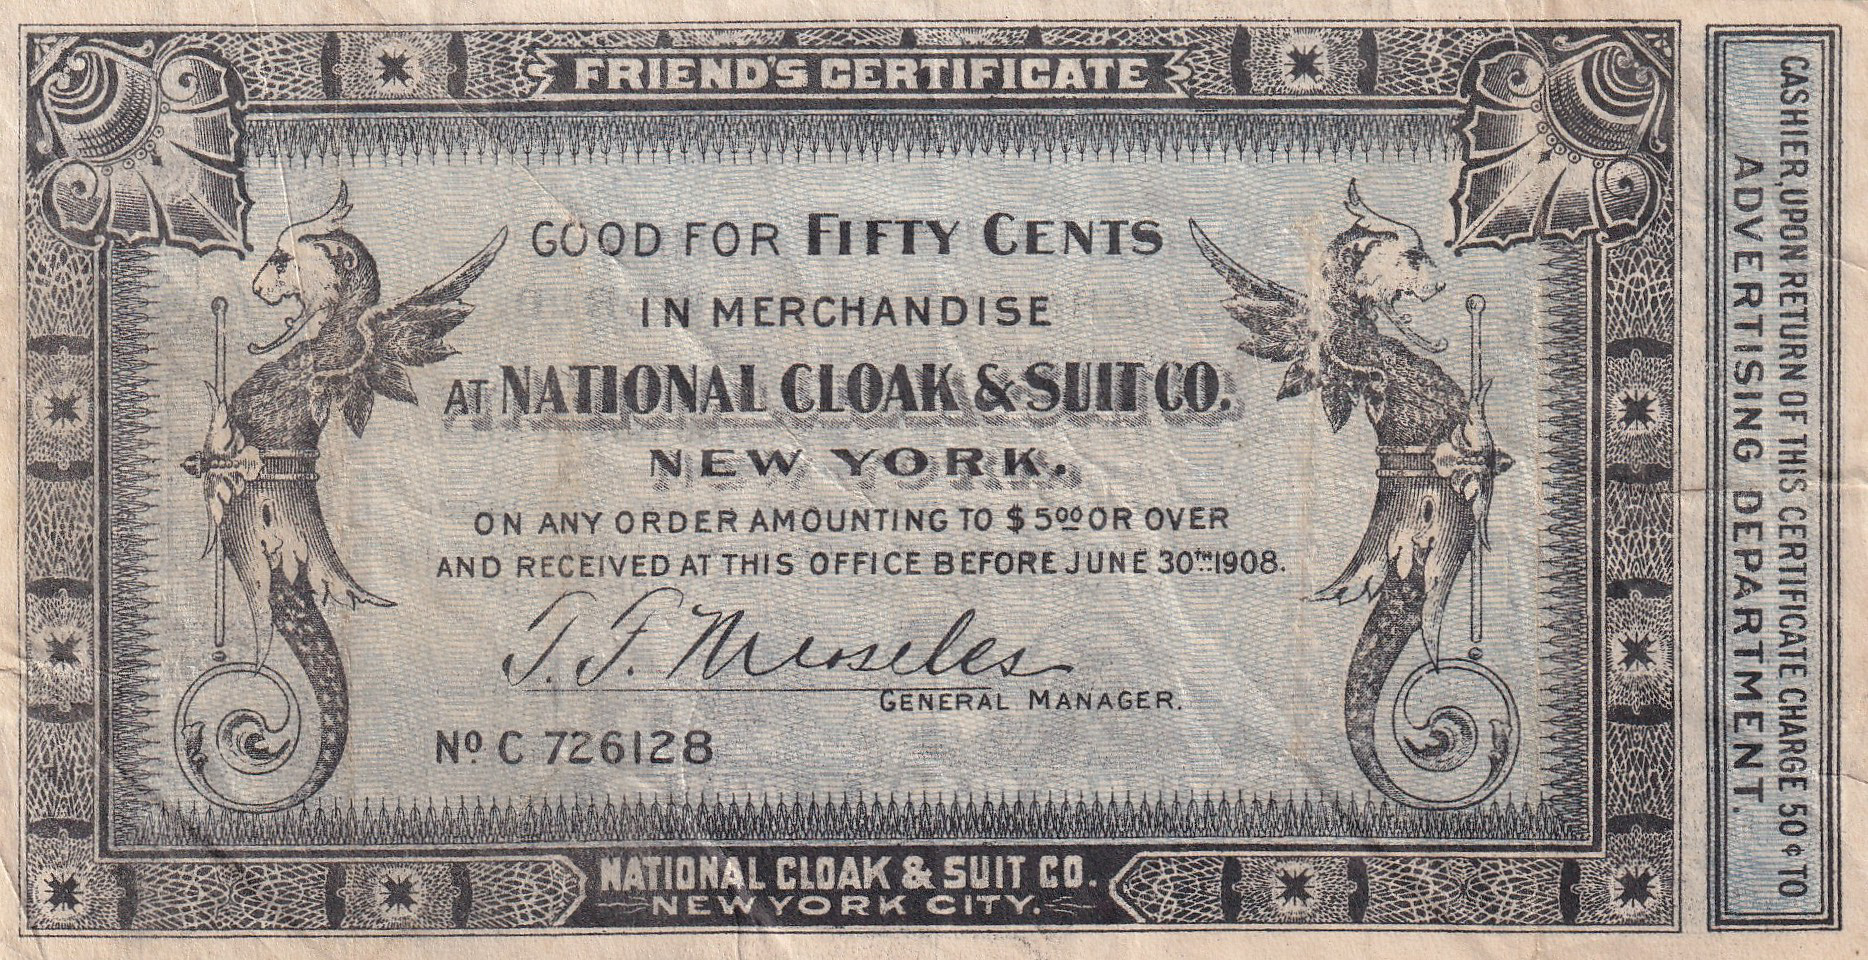 FRIEND'S CERTIFICATE
GOOD FOR FIFTY CENTS
IN MERCHANDISE
AT NATIONAL CLOAK & SUIT CO.
NEW YORK.
ON ANY ORDER AMOUNTING TO $5.00 OR OVER
AND RECEIVED AT THIS OFFICE BEFORE JUNE 30TH 1908.
GENERAL MANAGER.
No. C 726128
NATIONAL CLOAK & SUIT CO.
NEW YORK CITY.
CASHIER, UPON RETURN OF THIS CERTIFICATE CHARGE 50¢ TO
ADVERTISING DEPARTMENT.